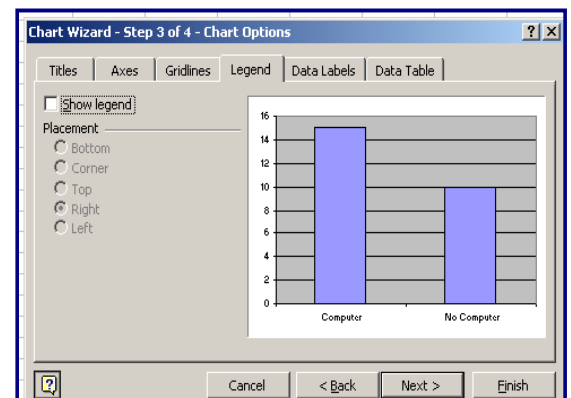 Chart Wizard - Step 3 of 4 - Chart Options
Titles Axes Gridlines Legend Data Labels Data Table
Show legend
Placement
Bottom
Corner
Top
Right
Left
16
14
12
10
8
6
4
2
0
Computer No Computer
Cancel < Back Next > Finish